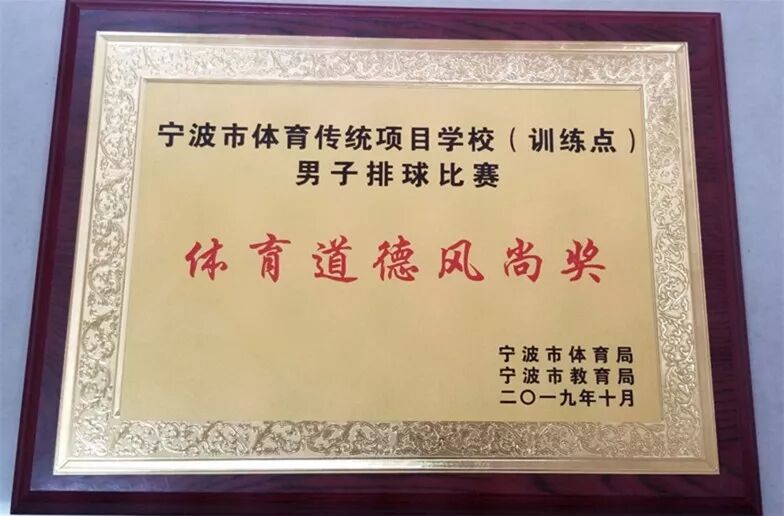 宁波市体育传统项目学校（训练点）
男子排球比赛
体育道德风尚奖
宁波市体育局
宁波市教育局
二〇一九年十月